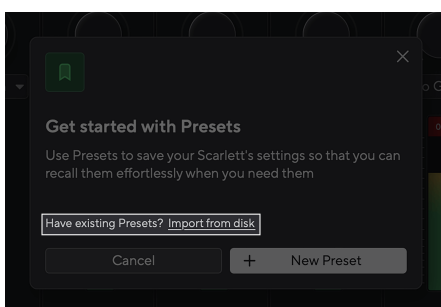 Get started with Presets
Use Presets to save your Scarlett's settings so that you can
recall them effortlessly when you need them
Have existing Presets? Import from disk
Cancel
+ New Preset